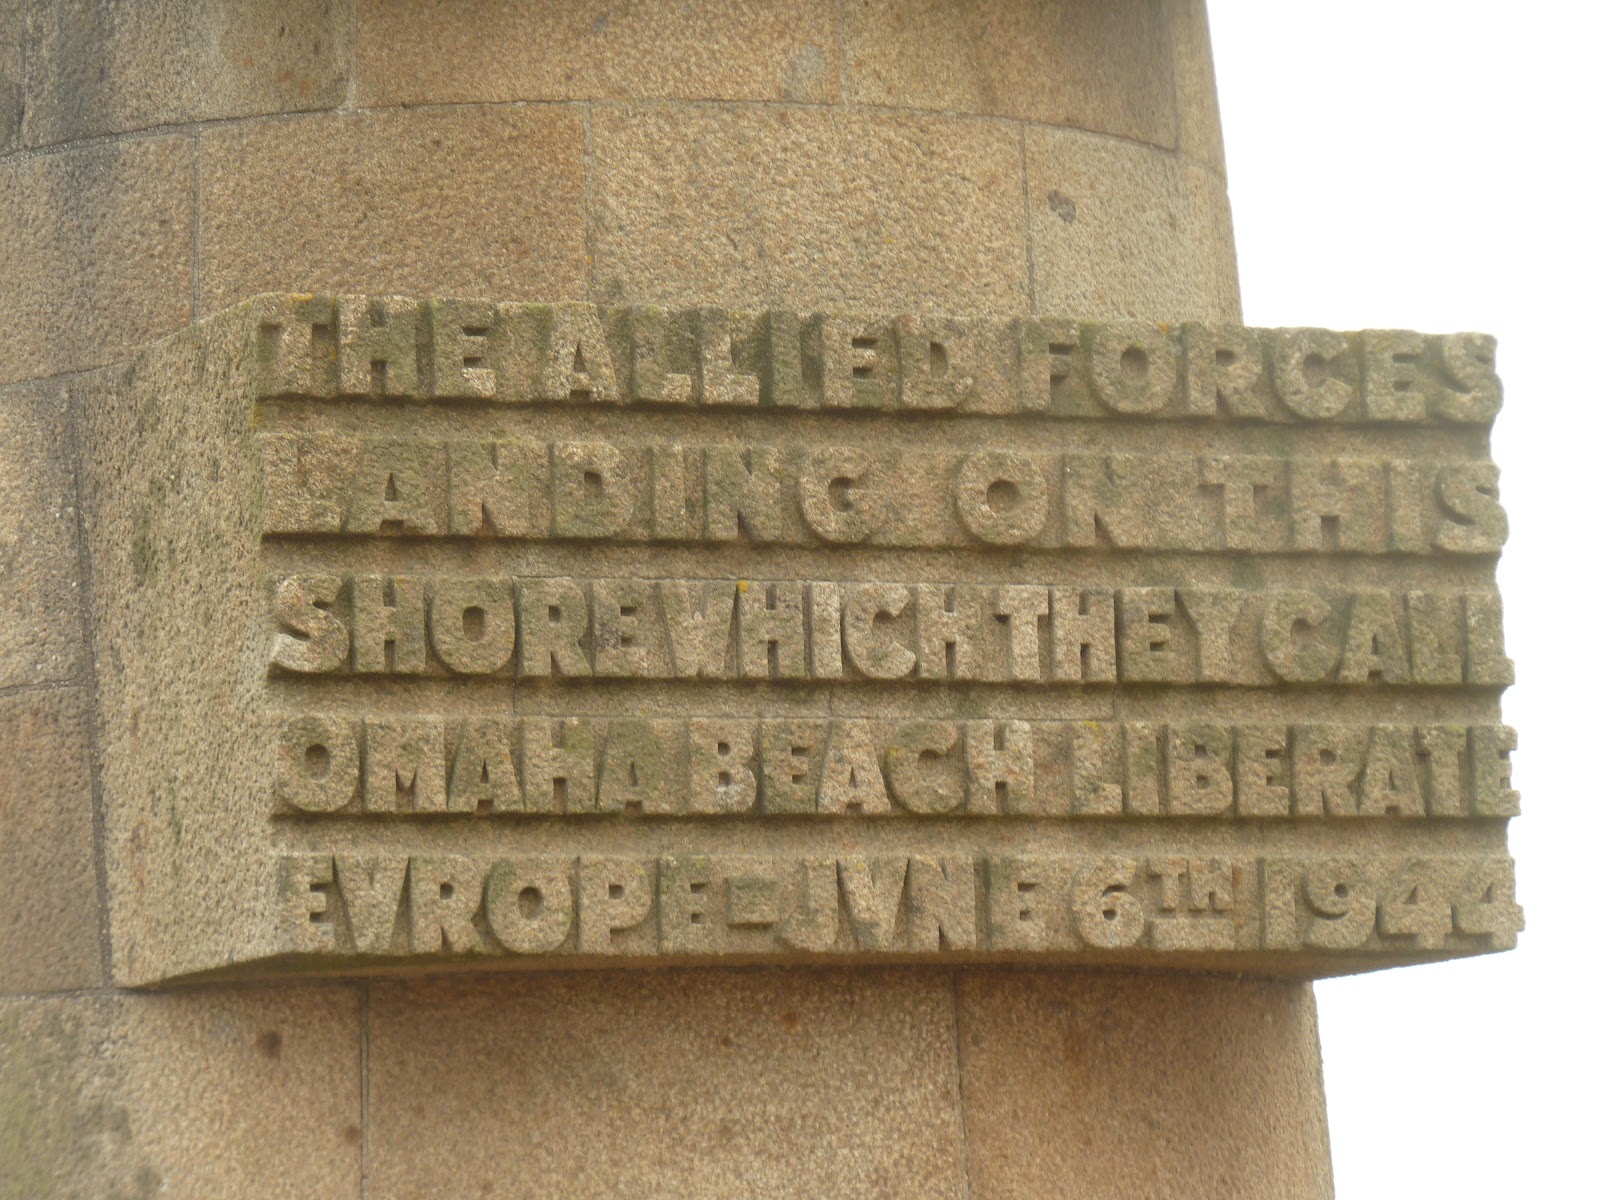 THE ALLIED FORCES
LANDING ON THIS
SHORE WHICH THEY CALL
OMAHA BEACH LIBERATE
EVROPE-JVNE 6TH 1944